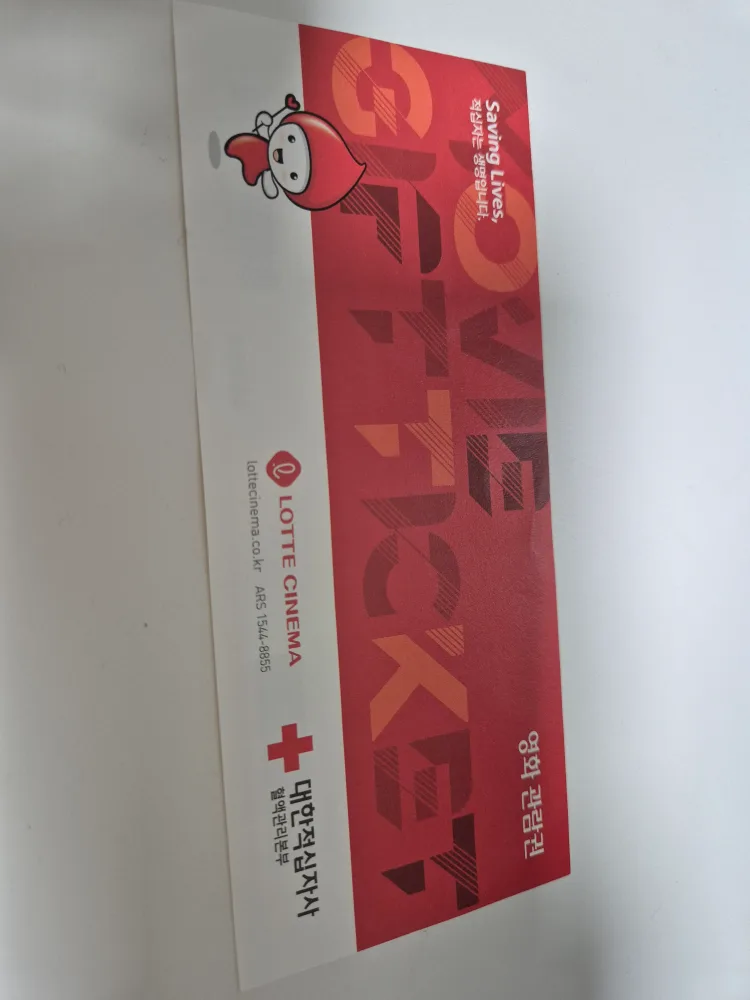 Saving Lives,
적십자는 생명입니다.
영화 관람권
MOVIE
GIFT TICKET
LOTTE CINEMA
lottecinema.co.kr ARS 1544-8855
대한적십자사
혈액관리본부